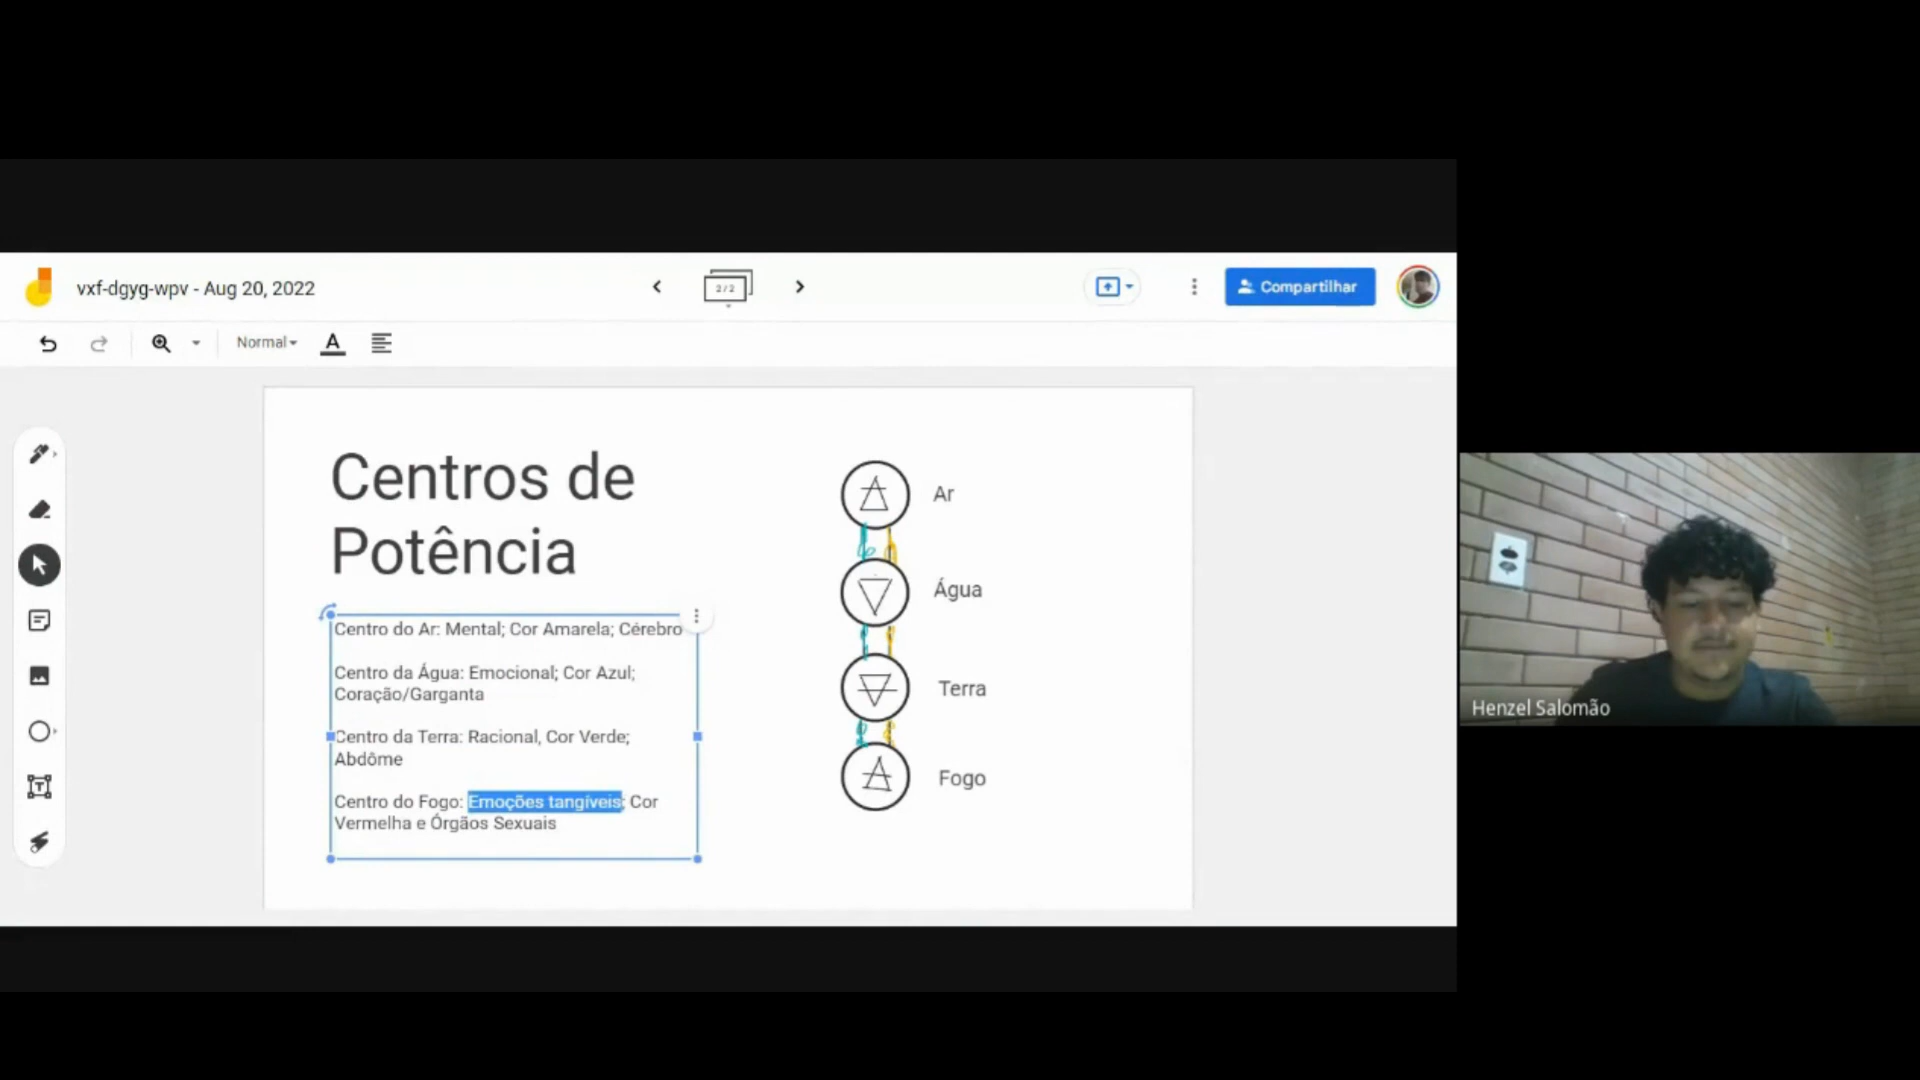 vxf-dgyg-wpv - Aug 20, 2022
2/2
Compartilhar
Normal
A
Centros de
Potência
Centro do Ar: Mental; Cor Amarela; Cérebro
Centro da Água: Emocional; Cor Azul;
Coração/Garganta
Centro da Terra: Racional, Cor Verde;
Abdôme
Centro do Fogo: Emoções tangíveis; Cor
Vermelha e Órgãos Sexuais
Ar
Água
Terra
Fogo
Henzel Salomão